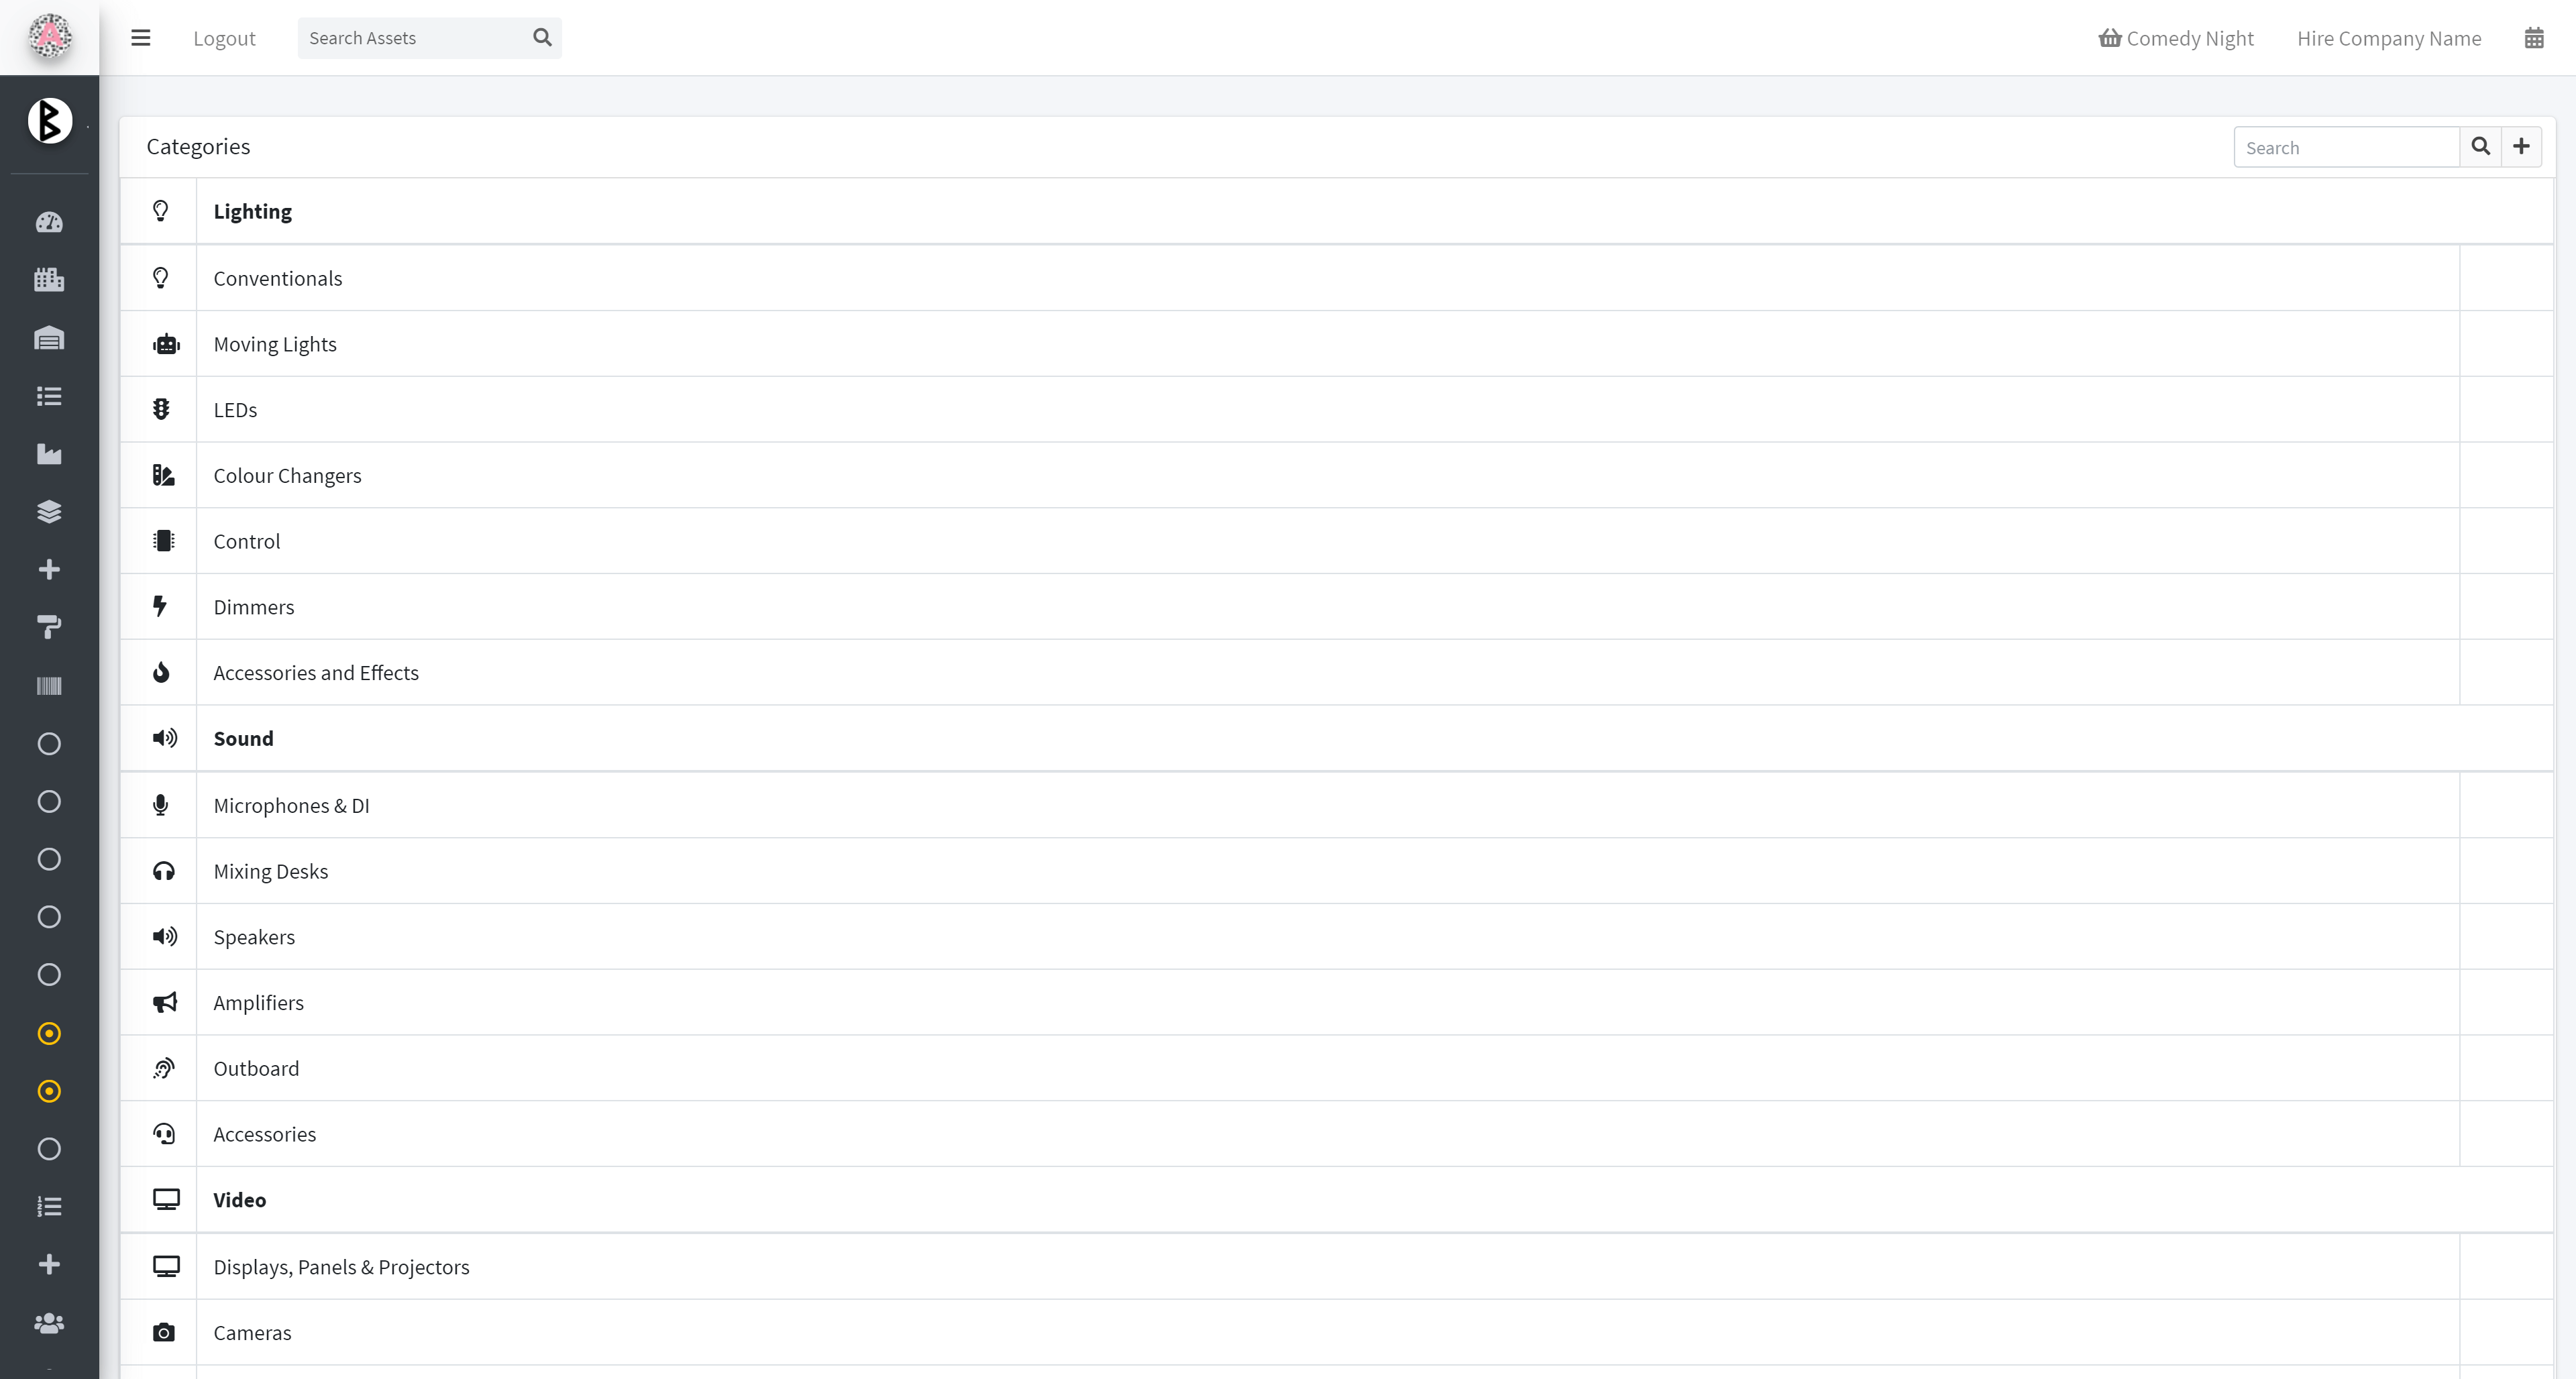 A
Logout
Search Assets
Comedy Night
Hire Company Name
B
Categories
Search
Lighting
Conventionals
Moving Lights
LEDs
Colour Changers
Control
Dimmers
Accessories and Effects
Sound
Microphones & DI
Mixing Desks
Speakers
Amplifiers
Outboard
Accessories
Video
Displays, Panels & Projectors
Cameras